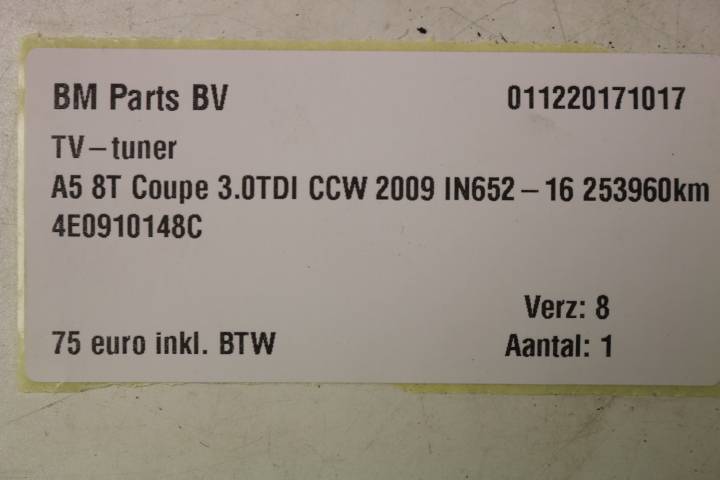 BM Parts BV 011220171017
TV-tuner
A5 8T Coupe 3.0TDI CCW 2009 IN652-16 253960km
4E0910148C
Verz: 8
75 euro inkl. BTW Aantal: 1